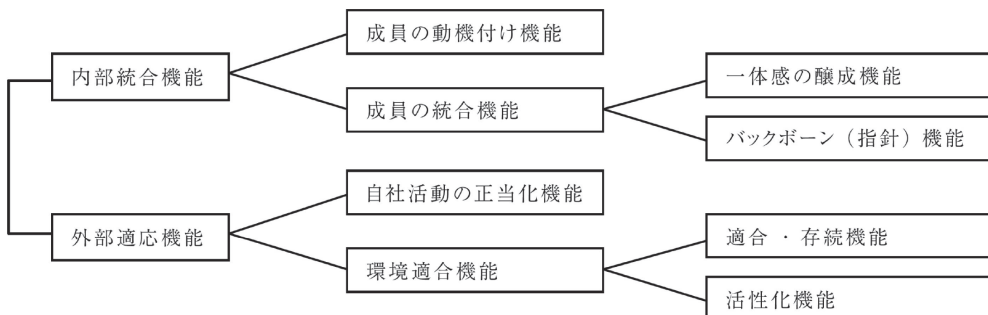 成員の動機付け機能
内部統合機能
一体感の醸成機能
成員の統合機能
バックボーン（指針）機能
自社活動の正当化機能
外部適応機能
適合 ・ 存続機能
環境適合機能
活性化機能